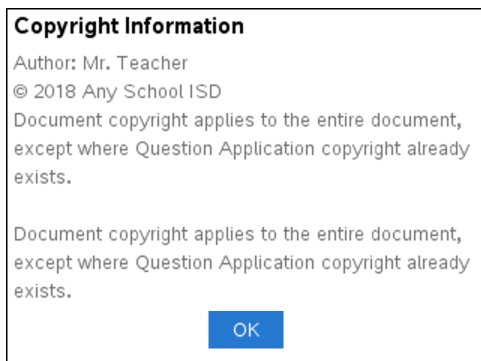 Copyright Information
Author: Mr. Teacher
© 2018 Any School ISD
Document copyright applies to the entire document,
except where Question Application copyright already
exists.
Document copyright applies to the entire document,
except where Question Application copyright already
exists.
OK